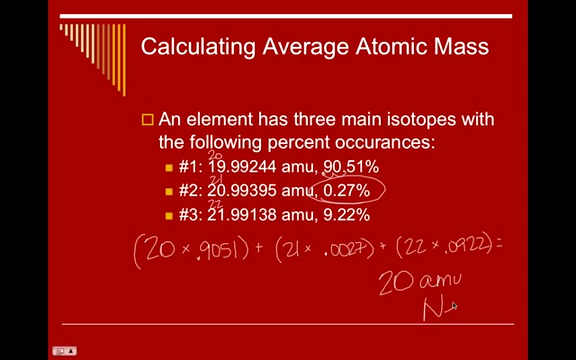 Calculating Average Atomic Mass
An element has three main isotopes with
the following percent occurances:
20
#1: 19.99244 amu, 90.51%
21
#2: 20.99395 amu, 0.27%
22
#3: 21.99138 amu, 9.22%
(20 × .9051) + (21 × .0027) + (22 × .0922) =
20 amu
N